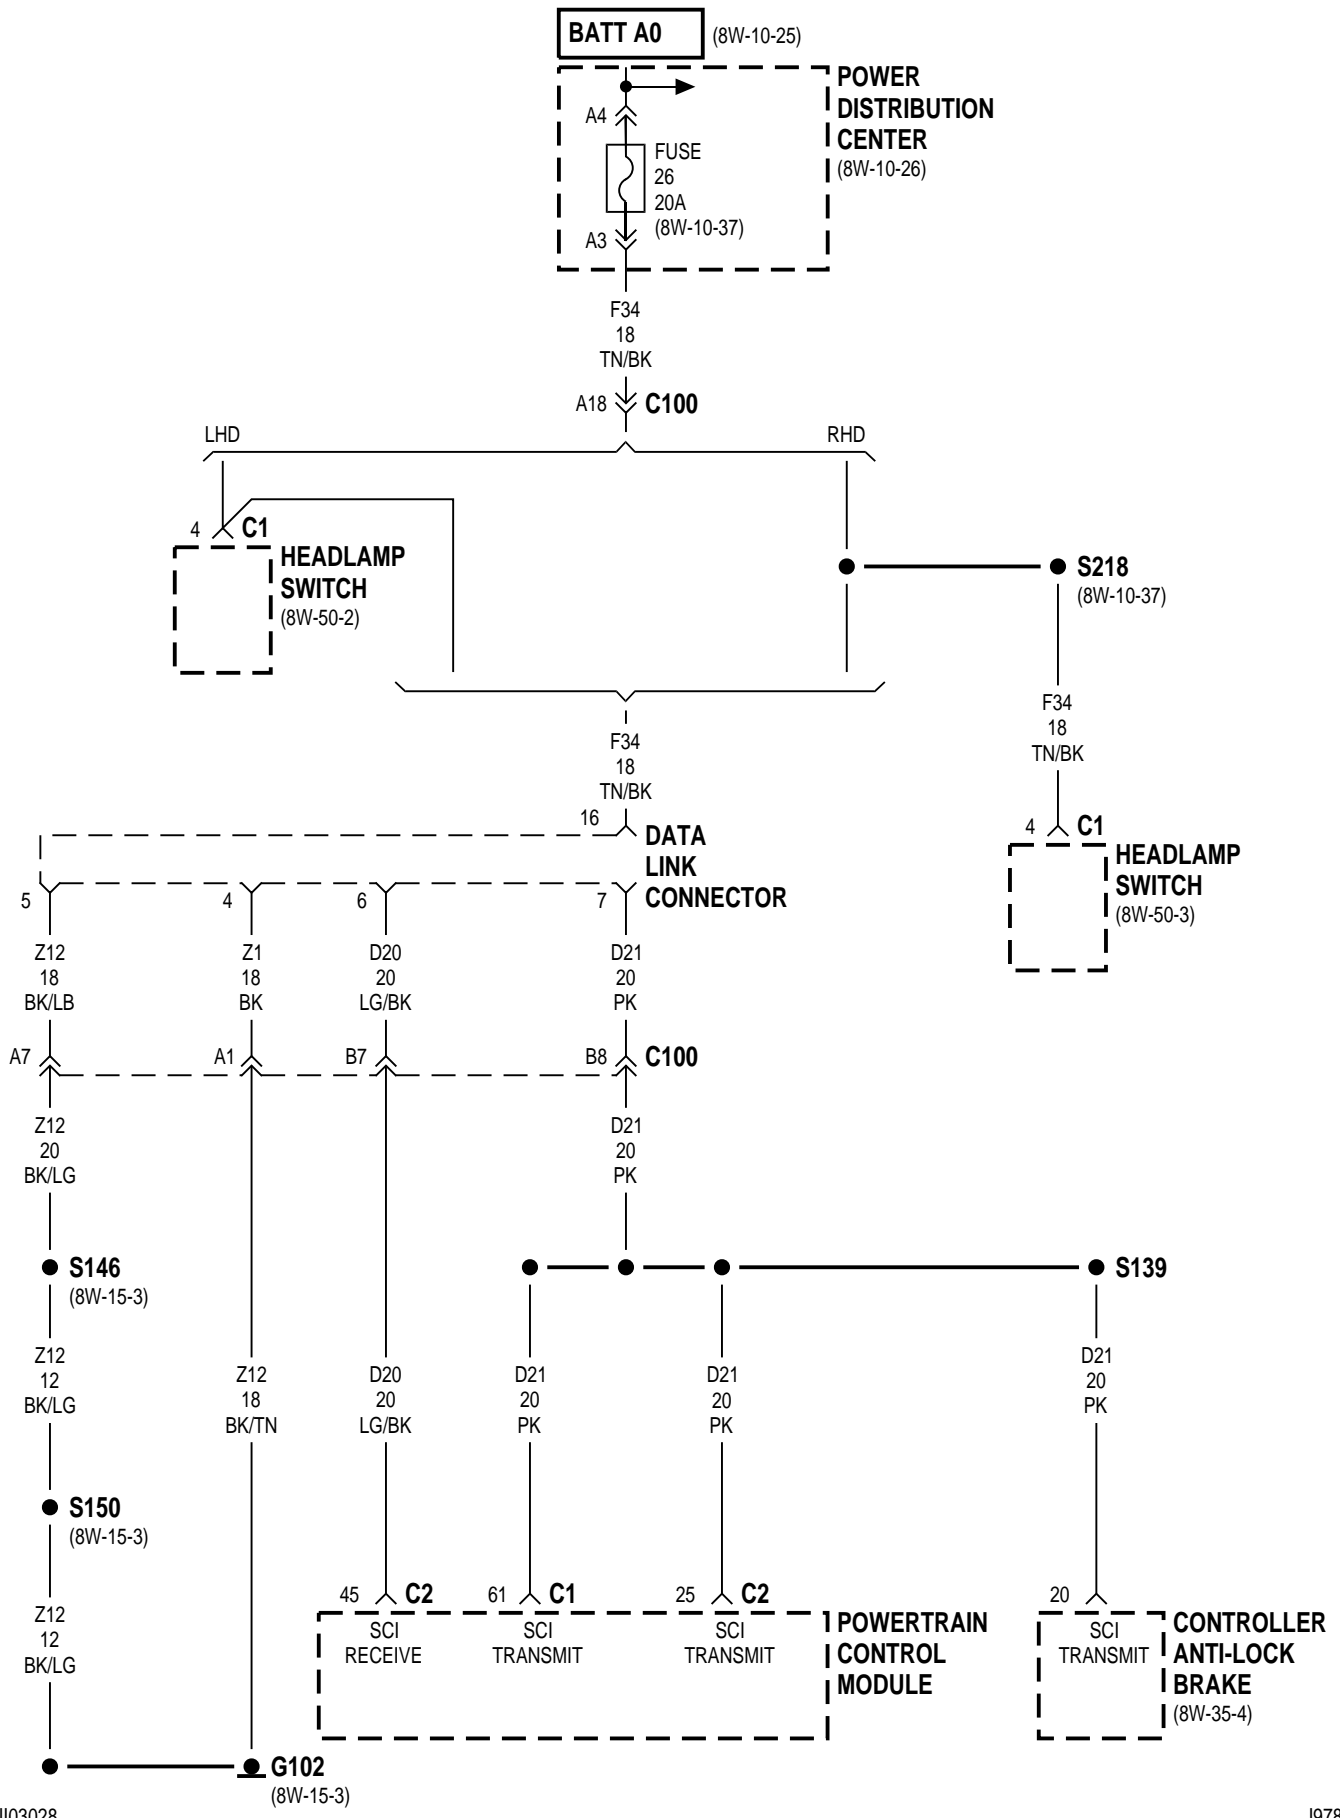 BATT A0
(8W-10-25)
POWER
DISTRIBUTION
CENTER
(8W-10-26)
A4
FUSE
26
20A
(8W-10-37)
A3
F34
18
TN/BK
A18
C100
LHD
RHD
4
C1
HEADLAMP
SWITCH
(8W-50-2)
S218
(8W-10-37)
F34
18
TN/BK
F34
18
TN/BK
16
DATA
LINK
CONNECTOR
4
C1
HEADLAMP
SWITCH
(8W-50-3)
5
4
6
7
Z12
18
BK/LB
Z1
18
BK
D20
20
LG/BK
D21
20
PK
A7
A1
B7
B8
C100
Z12
20
BK/LG
D21
20
PK
S146
(8W-15-3)
S139
Z12
12
BK/LG
Z12
18
BK/TN
D20
20
LG/BK
D21
20
PK
D21
20
PK
D21
20
PK
S150
(8W-15-3)
Z12
12
BK/LG
45
C2
61
C1
25
C2
20
SCI
RECEIVE
SCI
TRANSMIT
SCI
TRANSMIT
POWERTRAIN
CONTROL
MODULE
SCI
TRANSMIT
CONTROLLER
ANTI-LOCK
BRAKE
(8W-35-4)
G102
(8W-15-3)